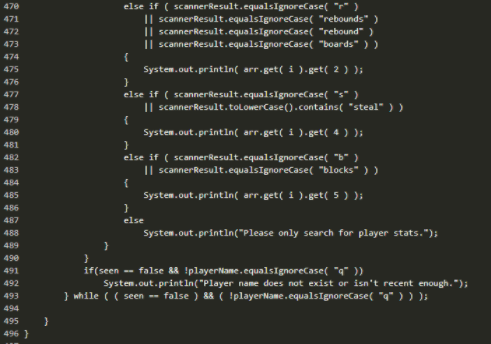 470 else if ( scannerResult.equalsIgnoreCase( "r" )
471 || scannerResult.equalsIgnoreCase( "rebounds" )
472 || scannerResult.equalsIgnoreCase( "rebound" )
473 || scannerResult.equalsIgnoreCase( "boards" ) )
474 {
475 System.out.println( arr.get( i ).get( 2 ) );
476 }
477 else if ( scannerResult.equalsIgnoreCase( "s" )
478 || scannerResult.toLowerCase().contains( "steal" ) )
479 {
480 System.out.println( arr.get( i ).get( 4 ) );
481 }
482 else if ( scannerResult.equalsIgnoreCase( "b" )
483 || scannerResult.equalsIgnoreCase( "blocks" ) )
484 {
485 System.out.println( arr.get( i ).get( 5 ) );
486 }
487 else
488 System.out.println("Please only search for player stats.");
489 }
490 }
491 if(seen == false && !playerName.equalsIgnoreCase( "q" ))
492 System.out.println("Player name does not exist or isn't recent enough.");
493 } while ( ( seen == false ) && ( !playerName.equalsIgnoreCase( "q" ) ) );
494
495 }
496 }